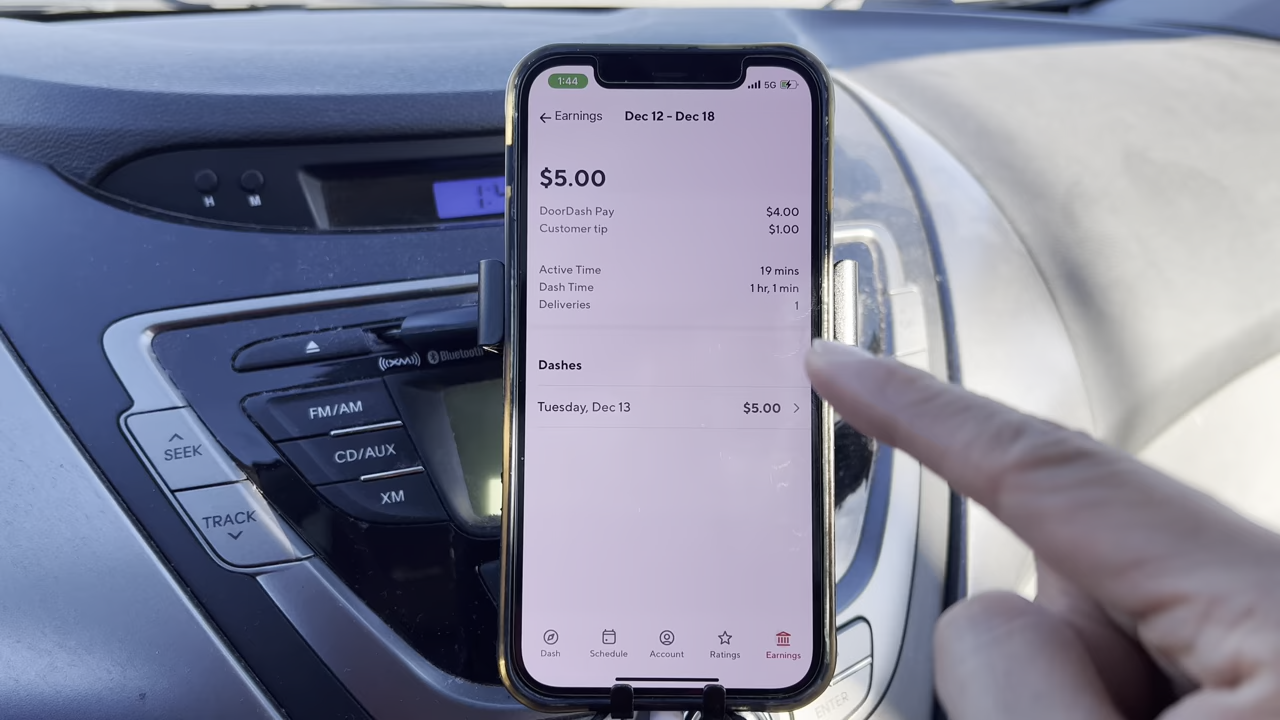 1:44
5G
← Earnings Dec 12 - Dec 18
$5.00
DoorDash Pay $4.00
Customer tip $1.00
Active Time 19 mins
Dash Time 1 hr, 1 min
Deliveries 1
Dashes
Tuesday, Dec 13 $5.00 >
Dash Schedule Account Ratings Earnings
H M
((XM)) Bluetooth
FM/AM
SEEK
CD/AUX
XM
TRACK
ENTER